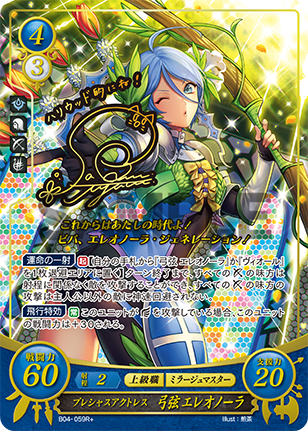 4
3
ハリウッド的にね!
これからはあたしの時代よ!
ビバ、エレオノーラ・ジェネレーション!
運命の一射
【自分の手札から「弓弦エレオノーラ」か「ヴィオール」
を1枚退避エリアに置く】ターン終了まで、すべての の味方は
射程に関係なく敵を攻撃することができ、すべての の味方の
攻撃は主人公以外の敵に神速回避されない。
飛行特効
このユニットが を攻撃している場合、このユニット
の戦闘力は+30される。
戦闘力
60
射程 2
上級職
ミラージュマスター
支援力
20
プレシャスアクトレス 弓弦エレオノーラ
B04-059R+
Illust:煎茶